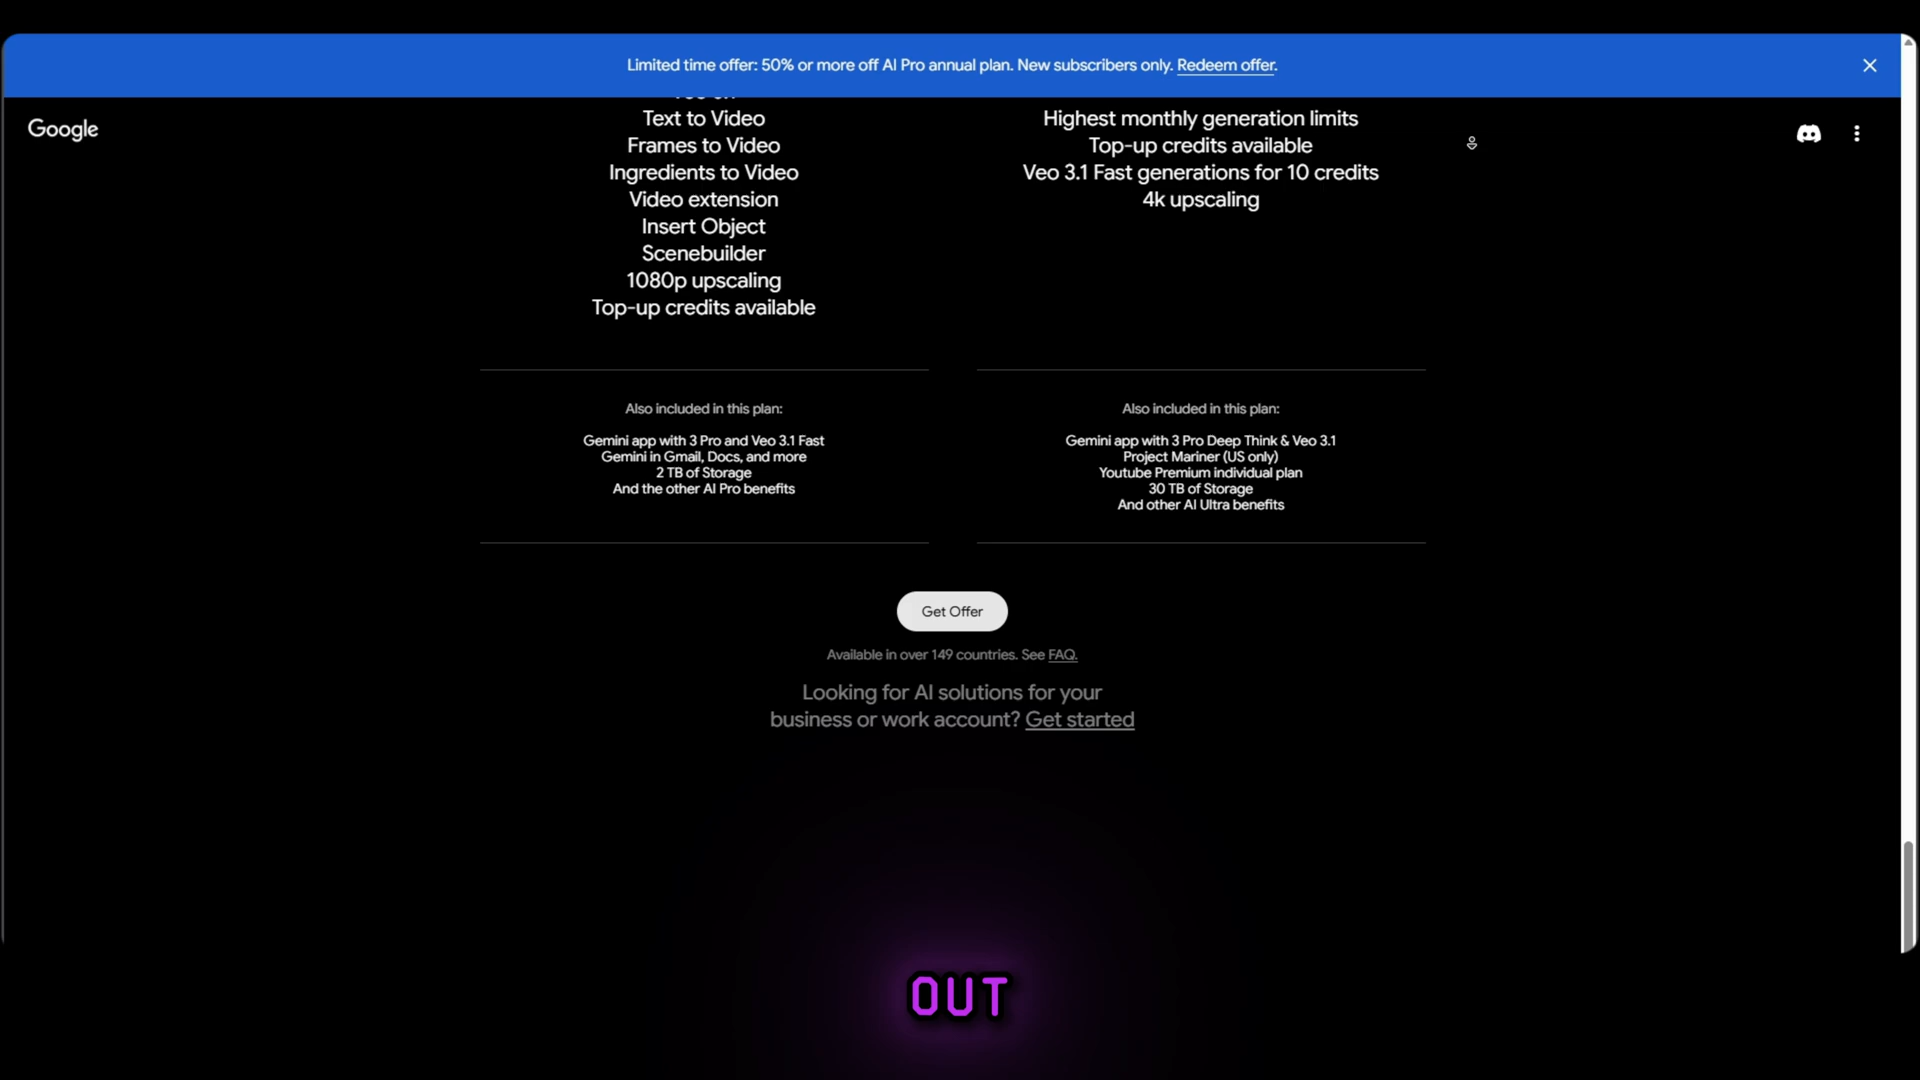 Limited time offer: 50% or more off AI Pro annual plan. New subscribers only. Redeem offer.
Google
Text to Video
Frames to Video
Ingredients to Video
Video extension
Insert Object
Scenebuilder
1080p upscaling
Top-up credits available
Highest monthly generation limits
Top-up credits available
Veo 3.1 Fast generations for 10 credits
4k upscaling
Also included in this plan:
Gemini app with 3 Pro and Veo 3.1 Fast
Gemini in Gmail, Docs, and more
2 TB of Storage
And the other AI Pro benefits
Also included in this plan:
Gemini app with 3 Pro Deep Think & Veo 3.1
Project Mariner (US only)
Youtube Premium individual plan
30 TB of Storage
And other AI Ultra benefits
Get Offer
Available in over 149 countries. See FAQ.
Looking for AI solutions for your
business or work account? Get started
OUT